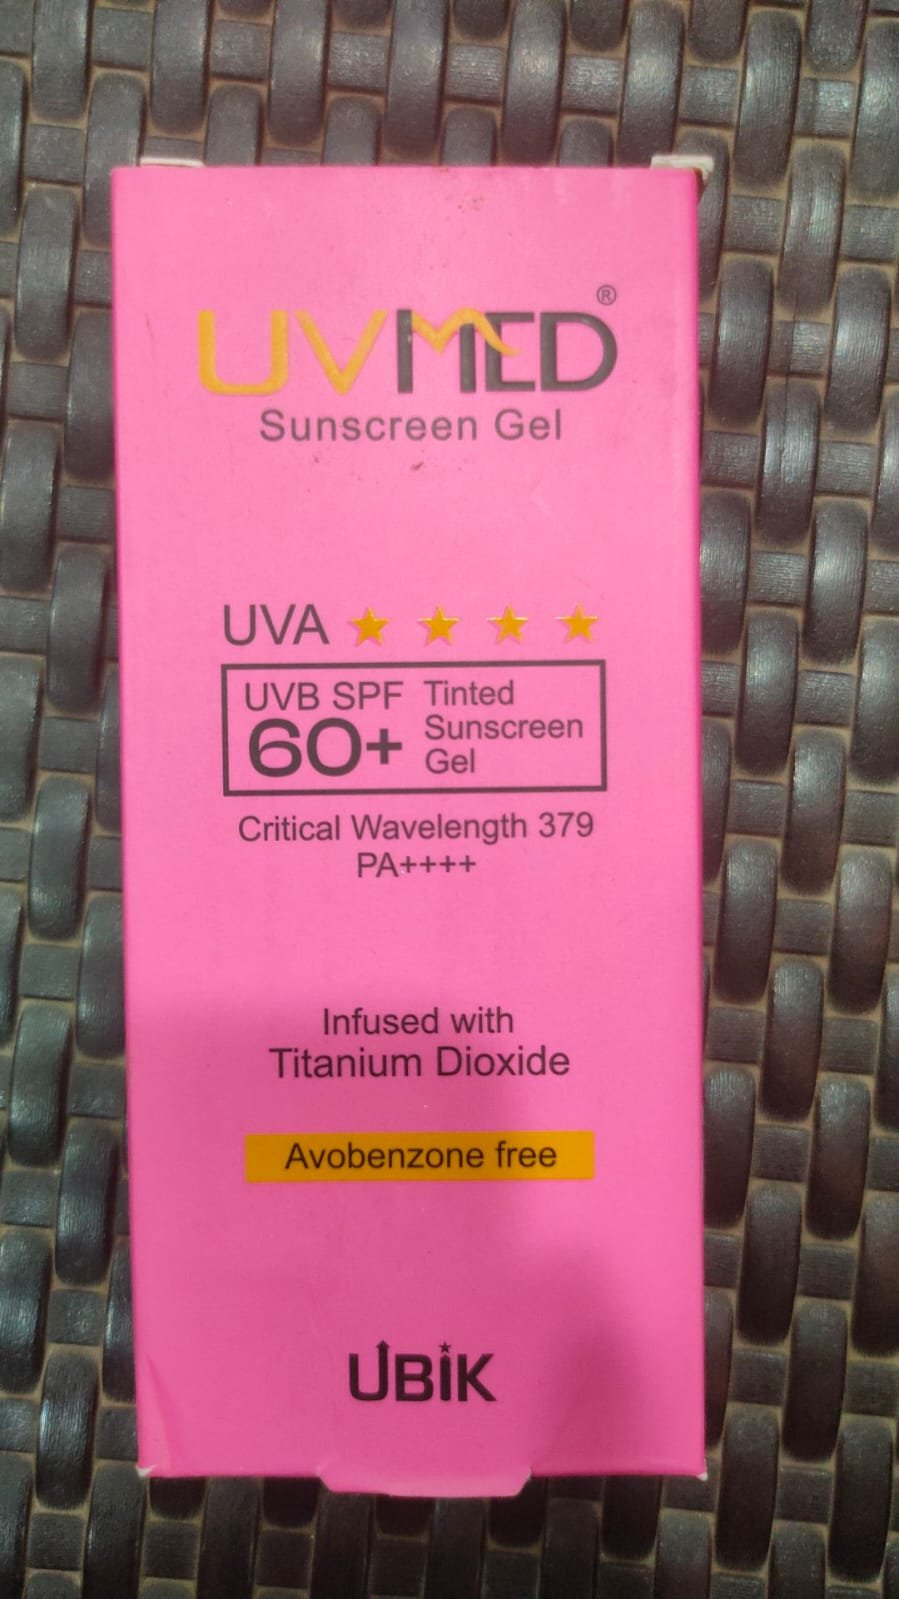 UVMED®
Sunscreen Gel
UVA ★ ★ ★ ★
UVB SPF
60+
Tinted
Sunscreen
Gel
Critical Wavelength 379
PA++++
Infused with
Titanium Dioxide
Avobenzone free
UBIK